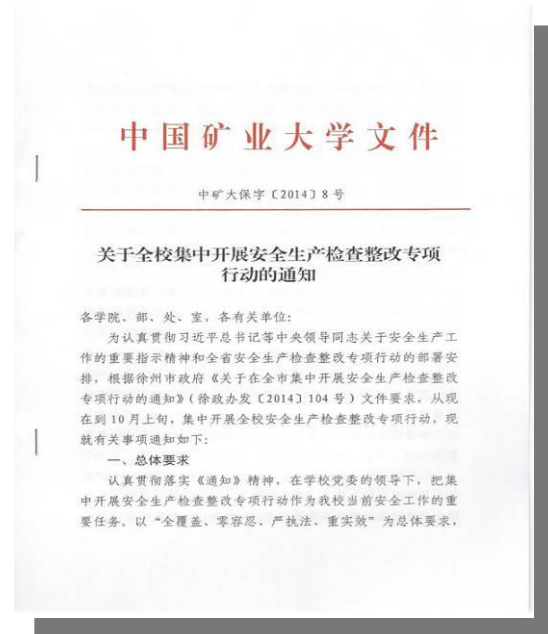 中国矿业大学文件
中矿大保字〔2014〕8号
关于全校集中开展安全生产检查整改专项
行动的通知
各学院、部、处、室，各有关单位：
为认真贯彻习近平总书记等中央领导同志关于安全生产工
作的重要指示精神和全省安全生产检查整改专项行动的部署安
排，根据徐州市政府《关于在全市集中开展安全生产检查整改
专项行动的通知》（徐政办发〔2014〕104号）文件要求，从现
在到10月上旬，集中开展全校安全生产检查整改专项行动，现
就有关事项通知如下：
一、总体要求
认真贯彻落实《通知》精神，在学校党委的领导下，把集
中开展安全生产检查整改专项行动作为我校当前安全工作的重
要任务。以“全覆盖、零容忍、严执法、重实效”为总体要求，